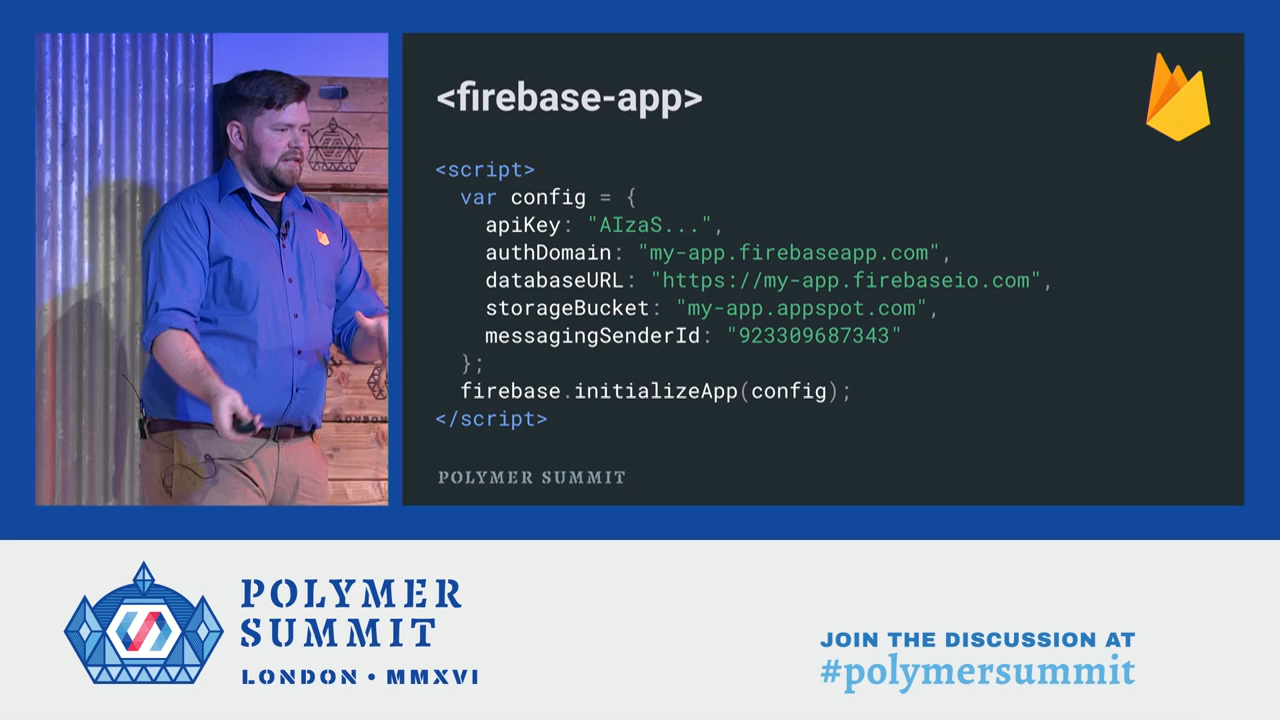 <firebase-app>
<script>
  var config = {
    apiKey: "AIzaS...",
    authDomain: "my-app.firebaseapp.com",
    databaseURL: "https://my-app.firebaseio.com",
    storageBucket: "my-app.appspot.com",
    messagingSenderId: "923309687343"
  };
  firebase.initializeApp(config);
</script>
POLYMER SUMMIT
LONDON
POLYMER
SUMMIT
LONDON • MMXVI
JOIN THE DISCUSSION AT
#polymersummit